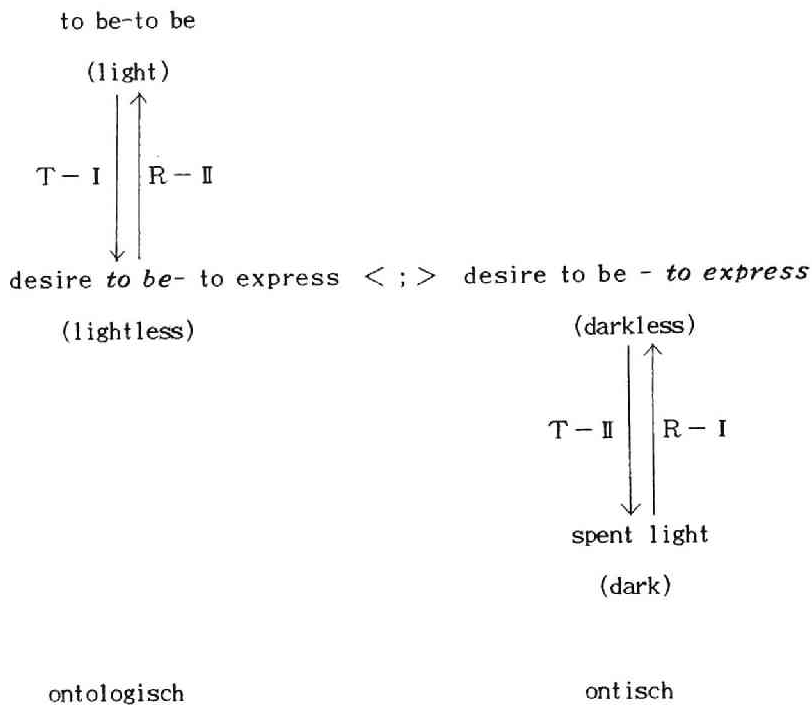 to be-to be
(light)
T-Ⅰ R-Ⅱ
desire to be- to express < ; > desire to be - to express
(lightless) (darkless)
T-Ⅱ R-Ⅰ
spent light
(dark)
ontologisch ontisch